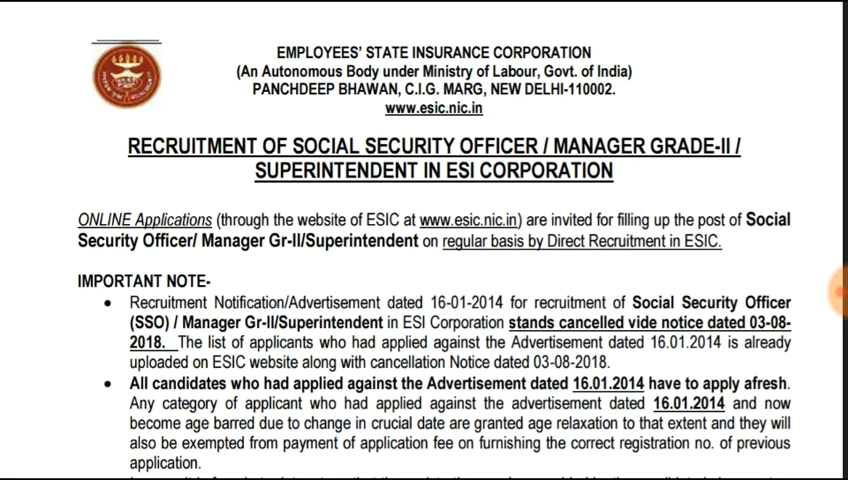 EMPLOYEES' STATE INSURANCE CORPORATION
(An Autonomous Body under Ministry of Labour, Govt. of India)
PANCHDEEP BHAWAN, C.I.G. MARG, NEW DELHI-110002.
www.esic.nic.in
RECRUITMENT OF SOCIAL SECURITY OFFICER / MANAGER GRADE-II /
SUPERINTENDENT IN ESI CORPORATION
ONLINE Applications (through the website of ESIC at www.esic.nic.in) are invited for filling up the post of Social
Security Officer/ Manager Gr-II/Superintendent on regular basis by Direct Recruitment in ESIC.
IMPORTANT NOTE-
• Recruitment Notification/Advertisement dated 16-01-2014 for recruitment of Social Security Officer
(SSO) / Manager Gr-II/Superintendent in ESI Corporation stands cancelled vide notice dated 03-08-
2018. The list of applicants who had applied against the Advertisement dated 16.01.2014 is already
uploaded on ESIC website along with cancellation Notice dated 03-08-2018.
• All candidates who had applied against the Advertisement dated 16.01.2014 have to apply afresh.
Any category of applicant who had applied against the advertisement dated 16.01.2014 and now
become age barred due to change in crucial date are granted age relaxation to that extent and they will
also be exempted from payment of application fee on furnishing the correct registration no. of previous
application.